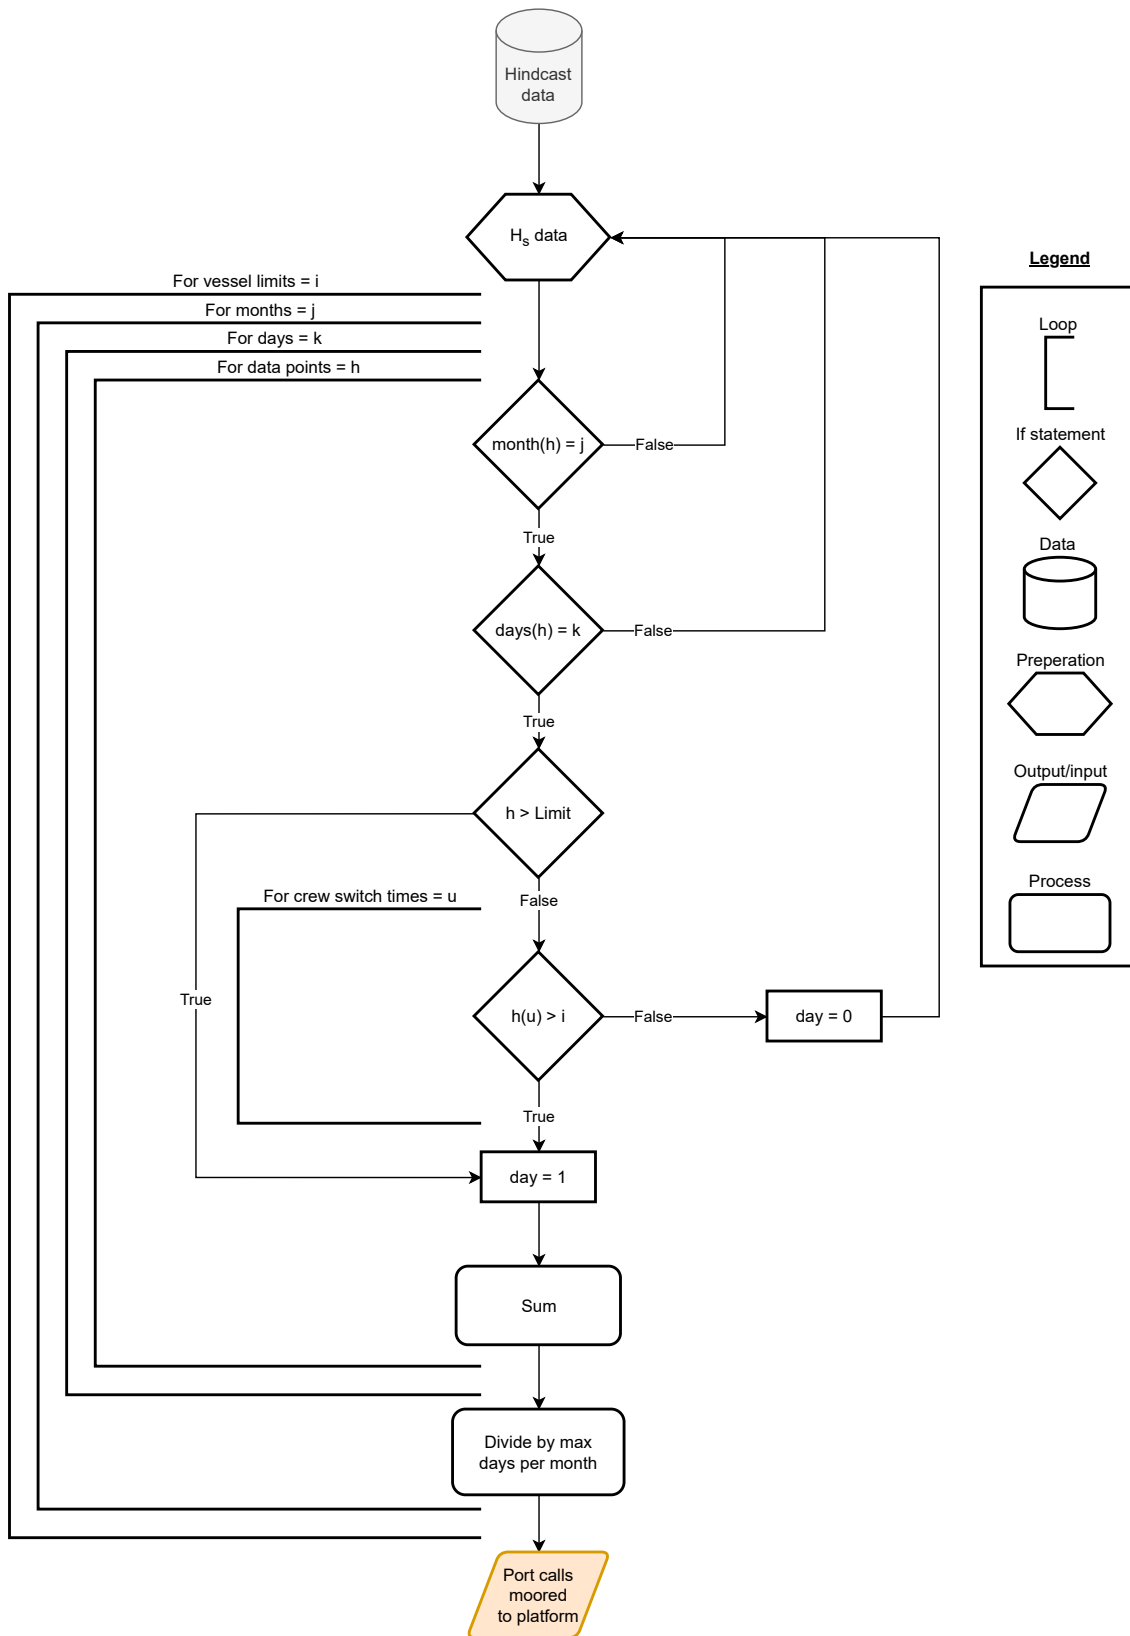 Hindcast
data
Hs data
For vessel limits = i
For months = j
For days = k
For data points = h
month(h) = j
False
True
days(h) = k
False
True
h > Limit
False
For crew switch times = u
True
h(u) > i
False
day = 0
True
day = 1
Sum
Divide by max
days per month
Port calls
moored
to platform
Legend
Loop
If statement
Data
Preperation
Output/input
Process